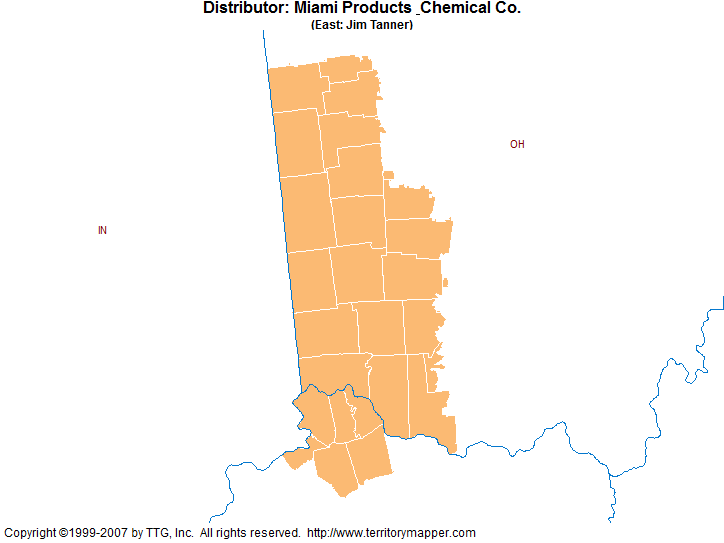 Distributor: Miami Products _Chemical Co.
(East: Jim Tanner)
OH
IN
Copyright ©1999-2007 by TTG, Inc. All rights reserved. http://www.territorymapper.com